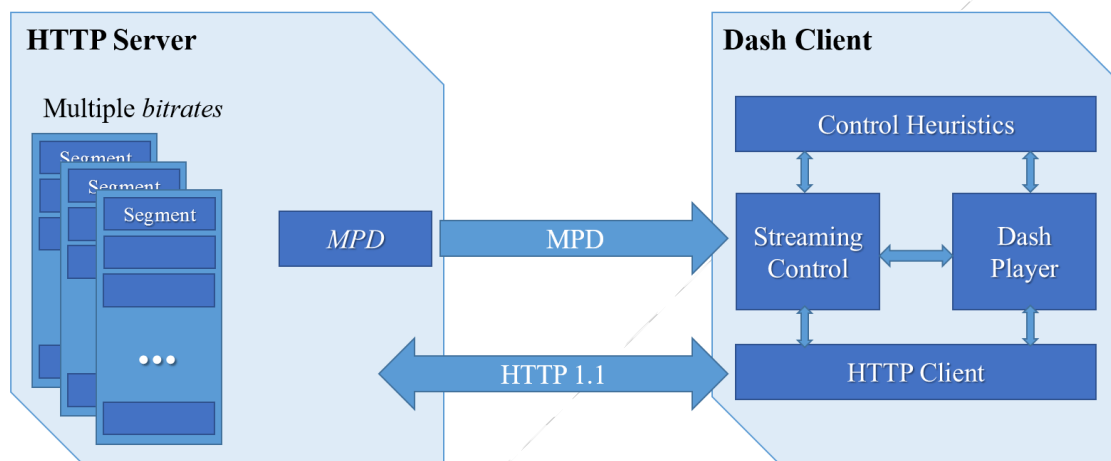 HTTP Server
Multiple bitrates
Segment
Segment
Segment
...
MPD
MPD
HTTP 1.1
Dash Client
Control Heuristics
Streaming
Control
Dash
Player
HTTP Client